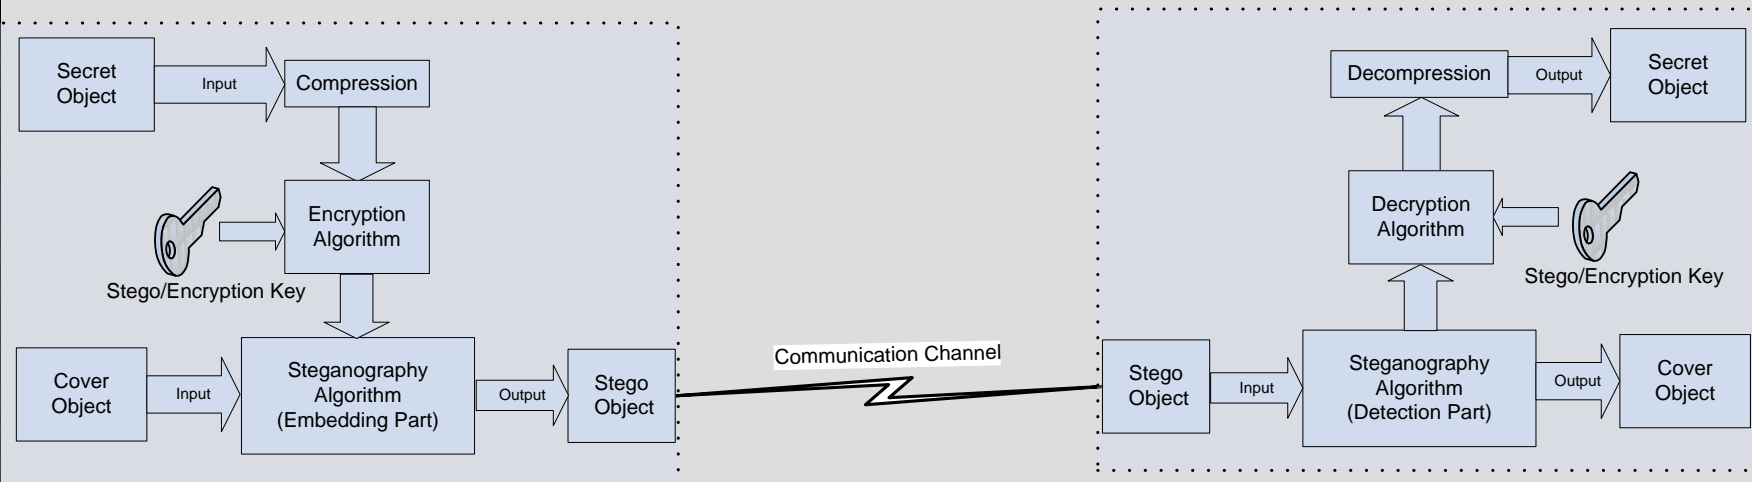 Secret
Object
Input
Compression
Encryption
Algorithm
Stego/Encryption Key
Cover
Object
Input
Steganography
Algorithm
(Embedding Part)
Output
Stego
Object
Communication Channel
Stego
Object
Input
Steganography
Algorithm
(Detection Part)
Output
Cover
Object
Decryption
Algorithm
Stego/Encryption Key
Decompression
Output
Secret
Object